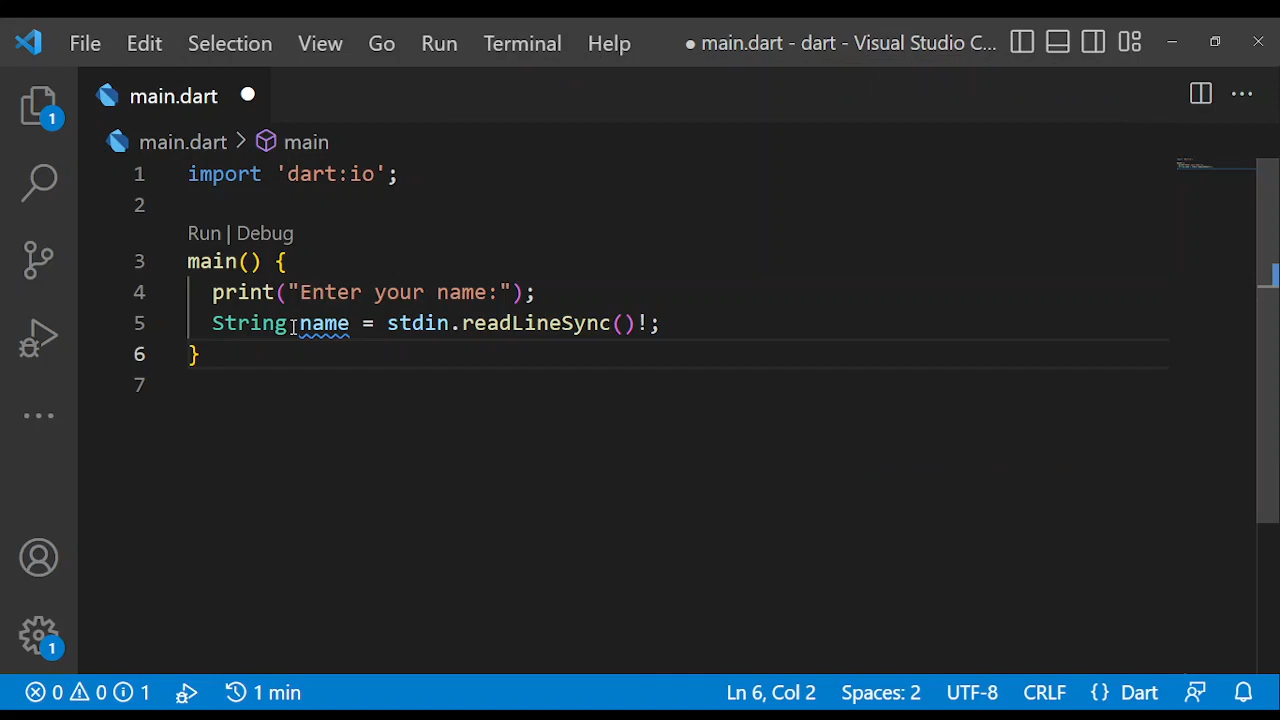 File Edit Selection View Go Run Terminal Help ● main.dart - dart - Visual Studio C...
main.dart
main.dart > main
1 import 'dart:io';
2
Run | Debug
3 main() {
4 print("Enter your name:");
5 String name = stdin.readLineSync()!;
6 }
7
1
1
0 0 1 1 min Ln 6, Col 2 Spaces: 2 UTF-8 CRLF {} Dart